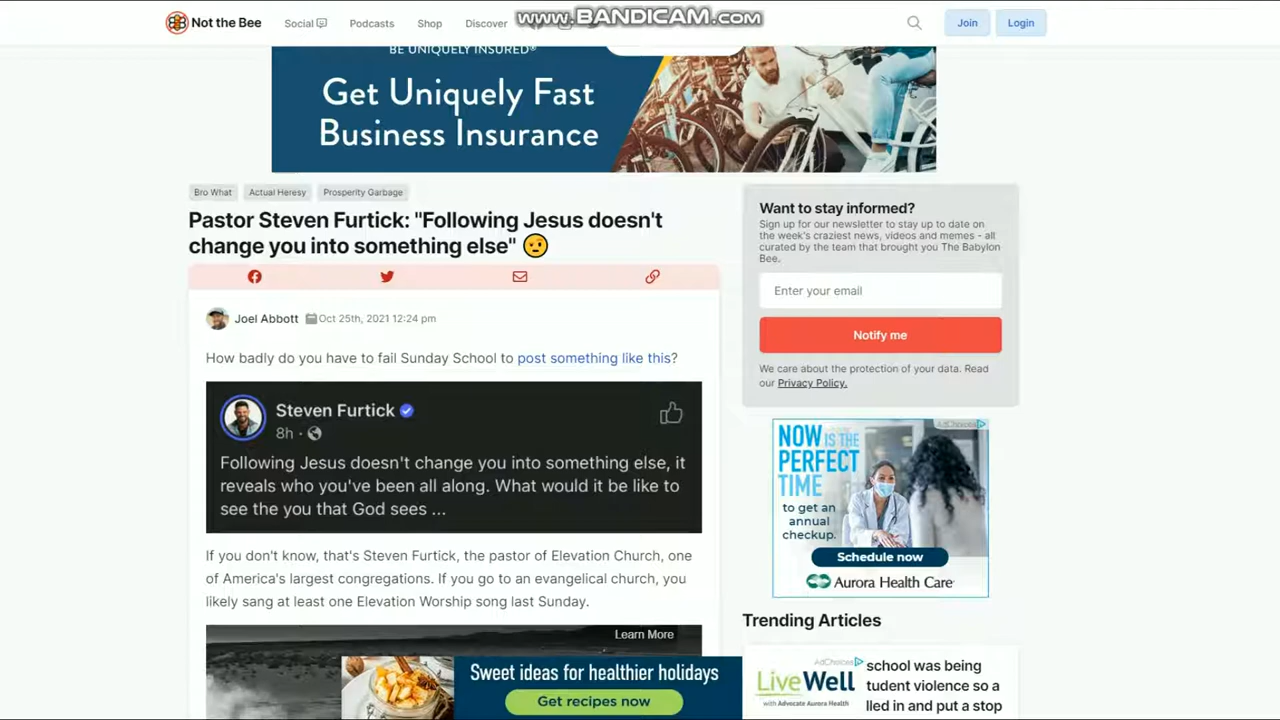 Not the Bee
Social
Podcasts
Shop
Discover
www.BANDICAM.com
Join
Login
BE UNIQUELY INSURED®
Get Uniquely Fast
Business Insurance
Bro What
Actual Heresy
Prosperity Garbage
Pastor Steven Furtick: "Following Jesus doesn't
change you into something else"
Joel Abbott
Oct 25th, 2021 12:24 pm
How badly do you have to fail Sunday School to post something like this?
Steven Furtick
8h ·
Following Jesus doesn't change you into something else, it
reveals who you've been all along. What would it be like to
see the you that God sees ...
If you don't know, that's Steven Furtick, the pastor of Elevation Church, one
of America's largest congregations. If you go to an evangelical church, you
likely sang at least one Elevation Worship song last Sunday.
Learn More
Sweet ideas for healthier holidays
Get recipes now
Want to stay informed?
Sign up for our newsletter to stay up to date on
the week's craziest news, videos and memes - all
curated by the team that brought you The Babylon
Bee.
Enter your email
Notify me
We care about the protection of your data. Read
our Privacy Policy.
AdChoices
NOW IS THE
PERFECT
TIME
to get an
annual
checkup.
Schedule now
Aurora Health Care
Trending Articles
AdChoices
LiveWell
with Advocate Aurora Health
school was being
tudent violence so a
lled in and put a stop